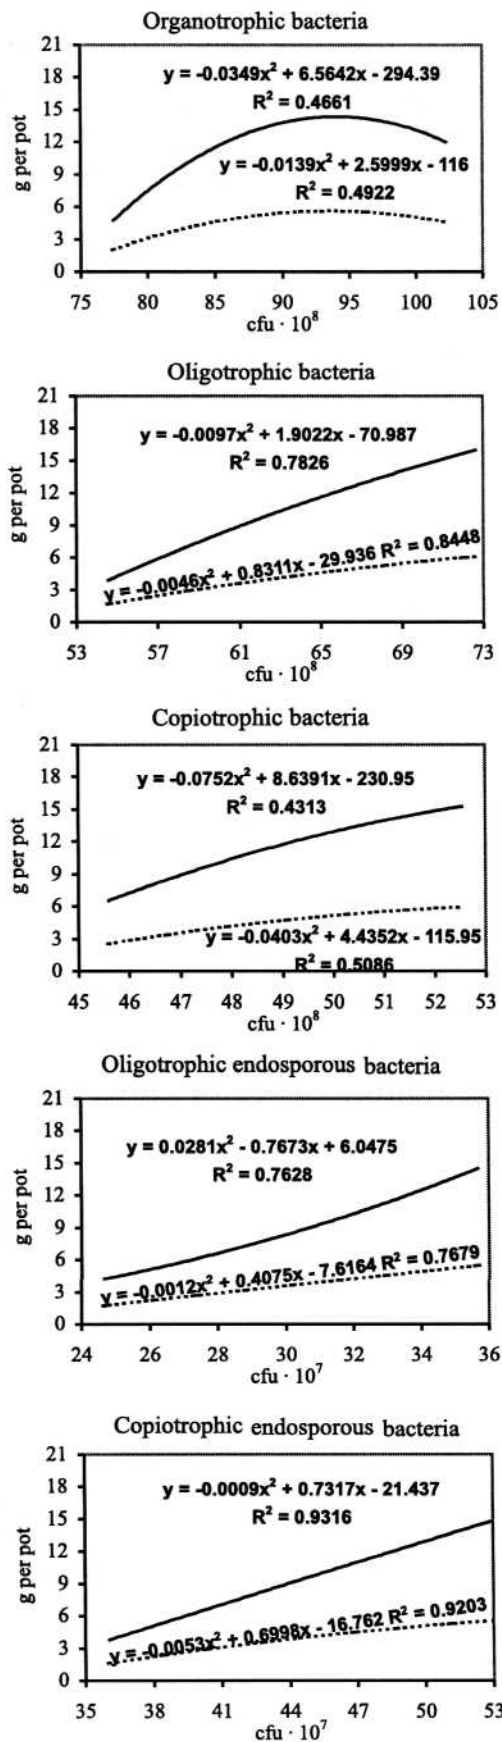 Organotrophic bacteria
21
18
15
12
9
6
3
0
g per pot
y = -0.0349x² + 6.5642x - 294.39
R² = 0.4661
y = -0.0139x² + 2.5999x - 116
R² = 0.4922
75 80 85 90 95 100 105
cfu · 10⁸
Oligotrophic bacteria
21
18
15
12
9
6
3
0
g per pot
y = -0.0097x² + 1.9022x - 70.987
R² = 0.7826
y = -0.0046x² + 0.8311x - 29.936 R² = 0.8448
53 57 61 65 69 73
cfu · 10⁸
Copiotrophic bacteria
21
18
15
12
9
6
3
0
g per pot
y = -0.0752x² + 8.6391x - 230.95
R² = 0.4313
y = -0.0403x² + 4.4352x - 115.95
R² = 0.5086
45 46 47 48 49 50 51 52 53
cfu · 10⁸
Oligotrophic endosporous bacteria
21
18
15
12
9
6
3
0
g per pot
y = 0.0281x² - 0.7673x + 6.0475
R² = 0.7628
y = -0.0012x² + 0.4075x - 7.6164 R² = 0.7679
24 26 28 30 32 34 36
cfu · 10⁷
Copiotrophic endosporous bacteria
21
18
15
12
9
6
3
0
g per pot
y = -0.0009x² + 0.7317x - 21.437
R² = 0.9316
y = -0.0053x² + 0.6998x - 16.762 R² = 0.9203
35 38 41 44 47 50 53
cfu · 10⁷